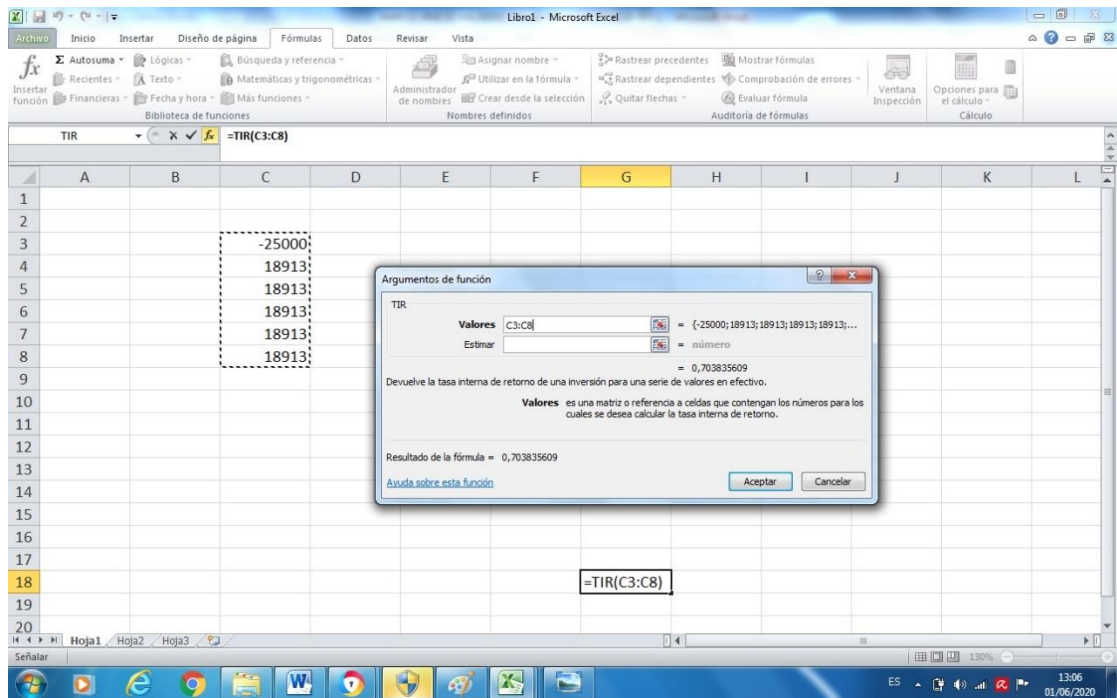 Libro1 - Microsoft Excel
Archivo Inicio Insertar Diseño de página Fórmulas Datos Revisar Vista
fx Insertar función
Σ Autosuma Lógicas Búsqueda y referencia
Recientes Texto Matemáticas y trigonométricas
Financieras Fecha y hora Más funciones
Biblioteca de funciones
Administrador de nombres
Asignar nombre
Utilizar en la fórmula
Crear desde la selección
Nombres definidos
Rastrear precedentes Mostrar fórmulas
Rastrear dependientes Comprobación de errores
Quitar flechas Evaluar fórmula
Auditoría de fórmulas
Ventana Inspección
Opciones para el cálculo
Cálculo
TIR fx =TIR(C3:C8)
A B C D E F G H I J K L
1
2
3 -25000
4 18913
5 18913
6 18913
7 18913
8 18913
9
10
11
12
13
14
15
16
17
18 =TIR(C3:C8)
19
20
Argumentos de función
TIR
Valores C3:C8 = {-25000;18913;18913;18913;18913;...
Estimar = número
= 0,703835609
Devuelve la tasa interna de retorno de una inversión para una serie de valores en efectivo.
Valores es una matriz o referencia a celdas que contengan los números para los
cuales se desea calcular la tasa interna de retorno.
Resultado de la fórmula = 0,703835609
Ayuda sobre esta función Aceptar Cancelar
Hoja1 Hoja2 Hoja3
Señalar 130%
ES 13:06
01/06/2020